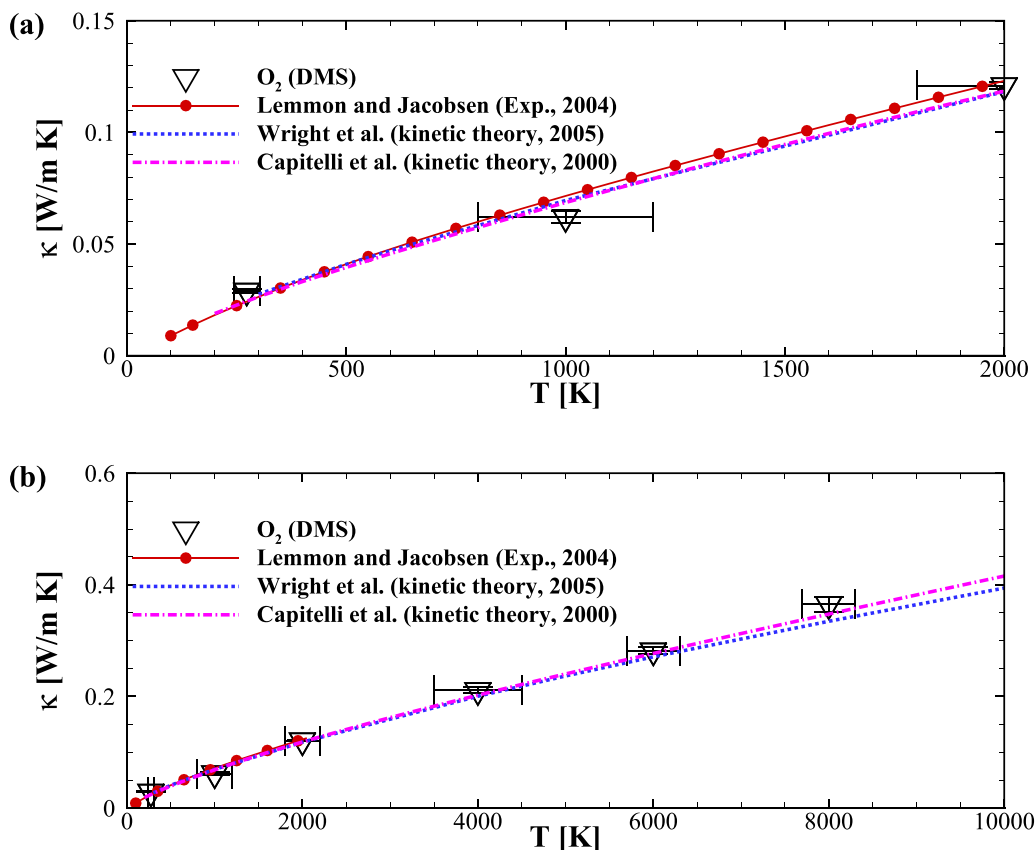 (a)
0.15
0.1
0.05
0
κ [W/m K]
O₂ (DMS)
Lemmon and Jacobsen (Exp., 2004)
Wright et al. (kinetic theory, 2005)
Capitelli et al. (kinetic theory, 2000)
500 1000 1500 2000
T [K]
(b)
0.6
0.4
0.2
0
κ [W/m K]
O₂ (DMS)
Lemmon and Jacobsen (Exp., 2004)
Wright et al. (kinetic theory, 2005)
Capitelli et al. (kinetic theory, 2000)
0 2000 4000 6000 8000 10000
T [K]